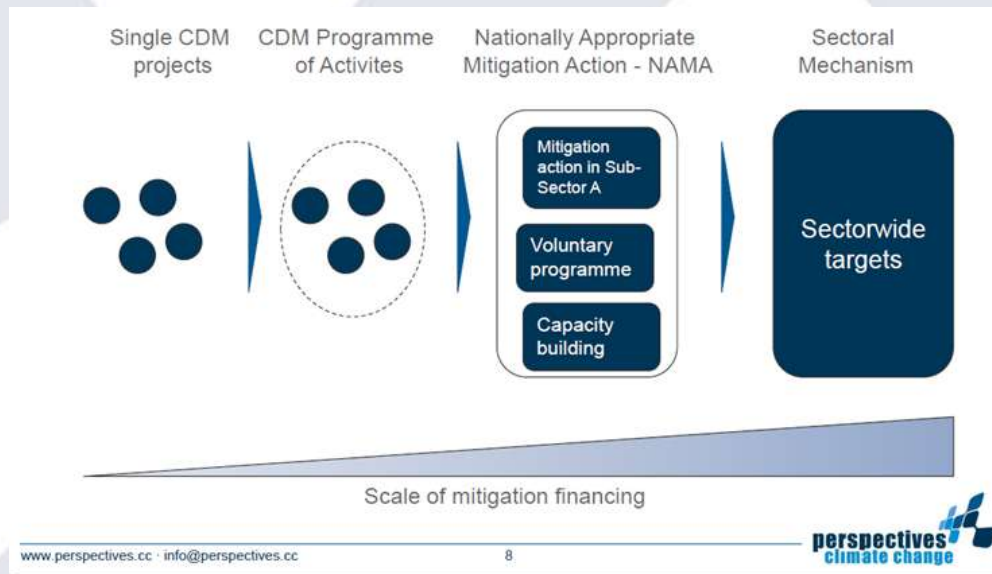 Single CDM
projects
CDM Programme
of Activites
Nationally Appropriate
Mitigation Action - NAMA
Sectoral
Mechanism
Mitigation
action in Sub-
Sector A
Voluntary
programme
Capacity
building
Sectorwide
targets
Scale of mitigation financing
www.perspectives.cc · info@perspectives.cc
8
perspectives
climate change